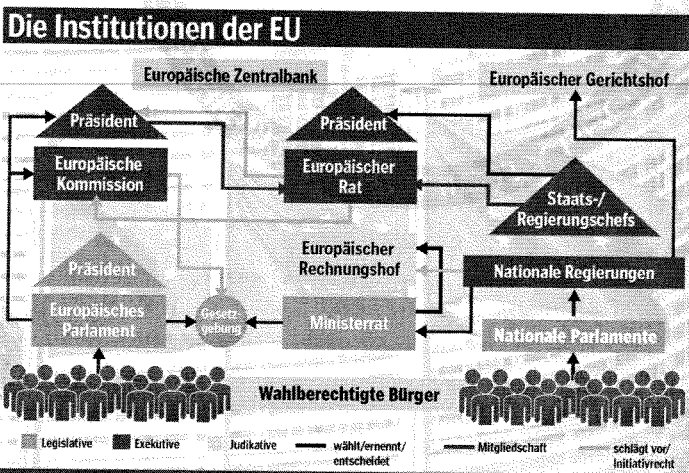 Die Institutionen der EU
Europäische Zentralbank
Europäischer Gerichtshof
Präsident
Präsident
Europäische
Kommission
Europäischer
Rat
Staats-/
Regierungschefs
Präsident
Europäischer
Rechnungshof
Nationale Regierungen
Europäisches
Parlament
Gesetz
gebung
Ministerrat
Nationale Parlamente
Wahlberechtigte Bürger
Legislative
Exekutive
Judikative
wählt/ernennt/
entscheidet
Mitgliedschaft
schlägt vor/
Initiativrecht